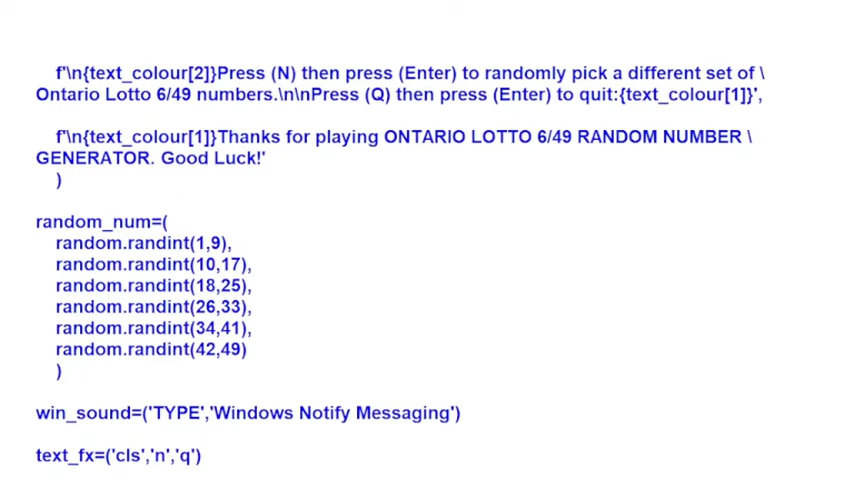 f'\n{text_colour[2]}Press (N) then press (Enter) to randomly pick a different set of \
Ontario Lotto 6/49 numbers.\n\nPress (Q) then press (Enter) to quit:{text_colour[1]}',
f'\n{text_colour[1]}Thanks for playing ONTARIO LOTTO 6/49 RANDOM NUMBER \
GENERATOR. Good Luck!'
)
random_num=(
random.randint(1,9),
random.randint(10,17),
random.randint(18,25),
random.randint(26,33),
random.randint(34,41),
random.randint(42,49)
)
win_sound=('TYPE','Windows Notify Messaging')
text_fx=('cls','n','q')